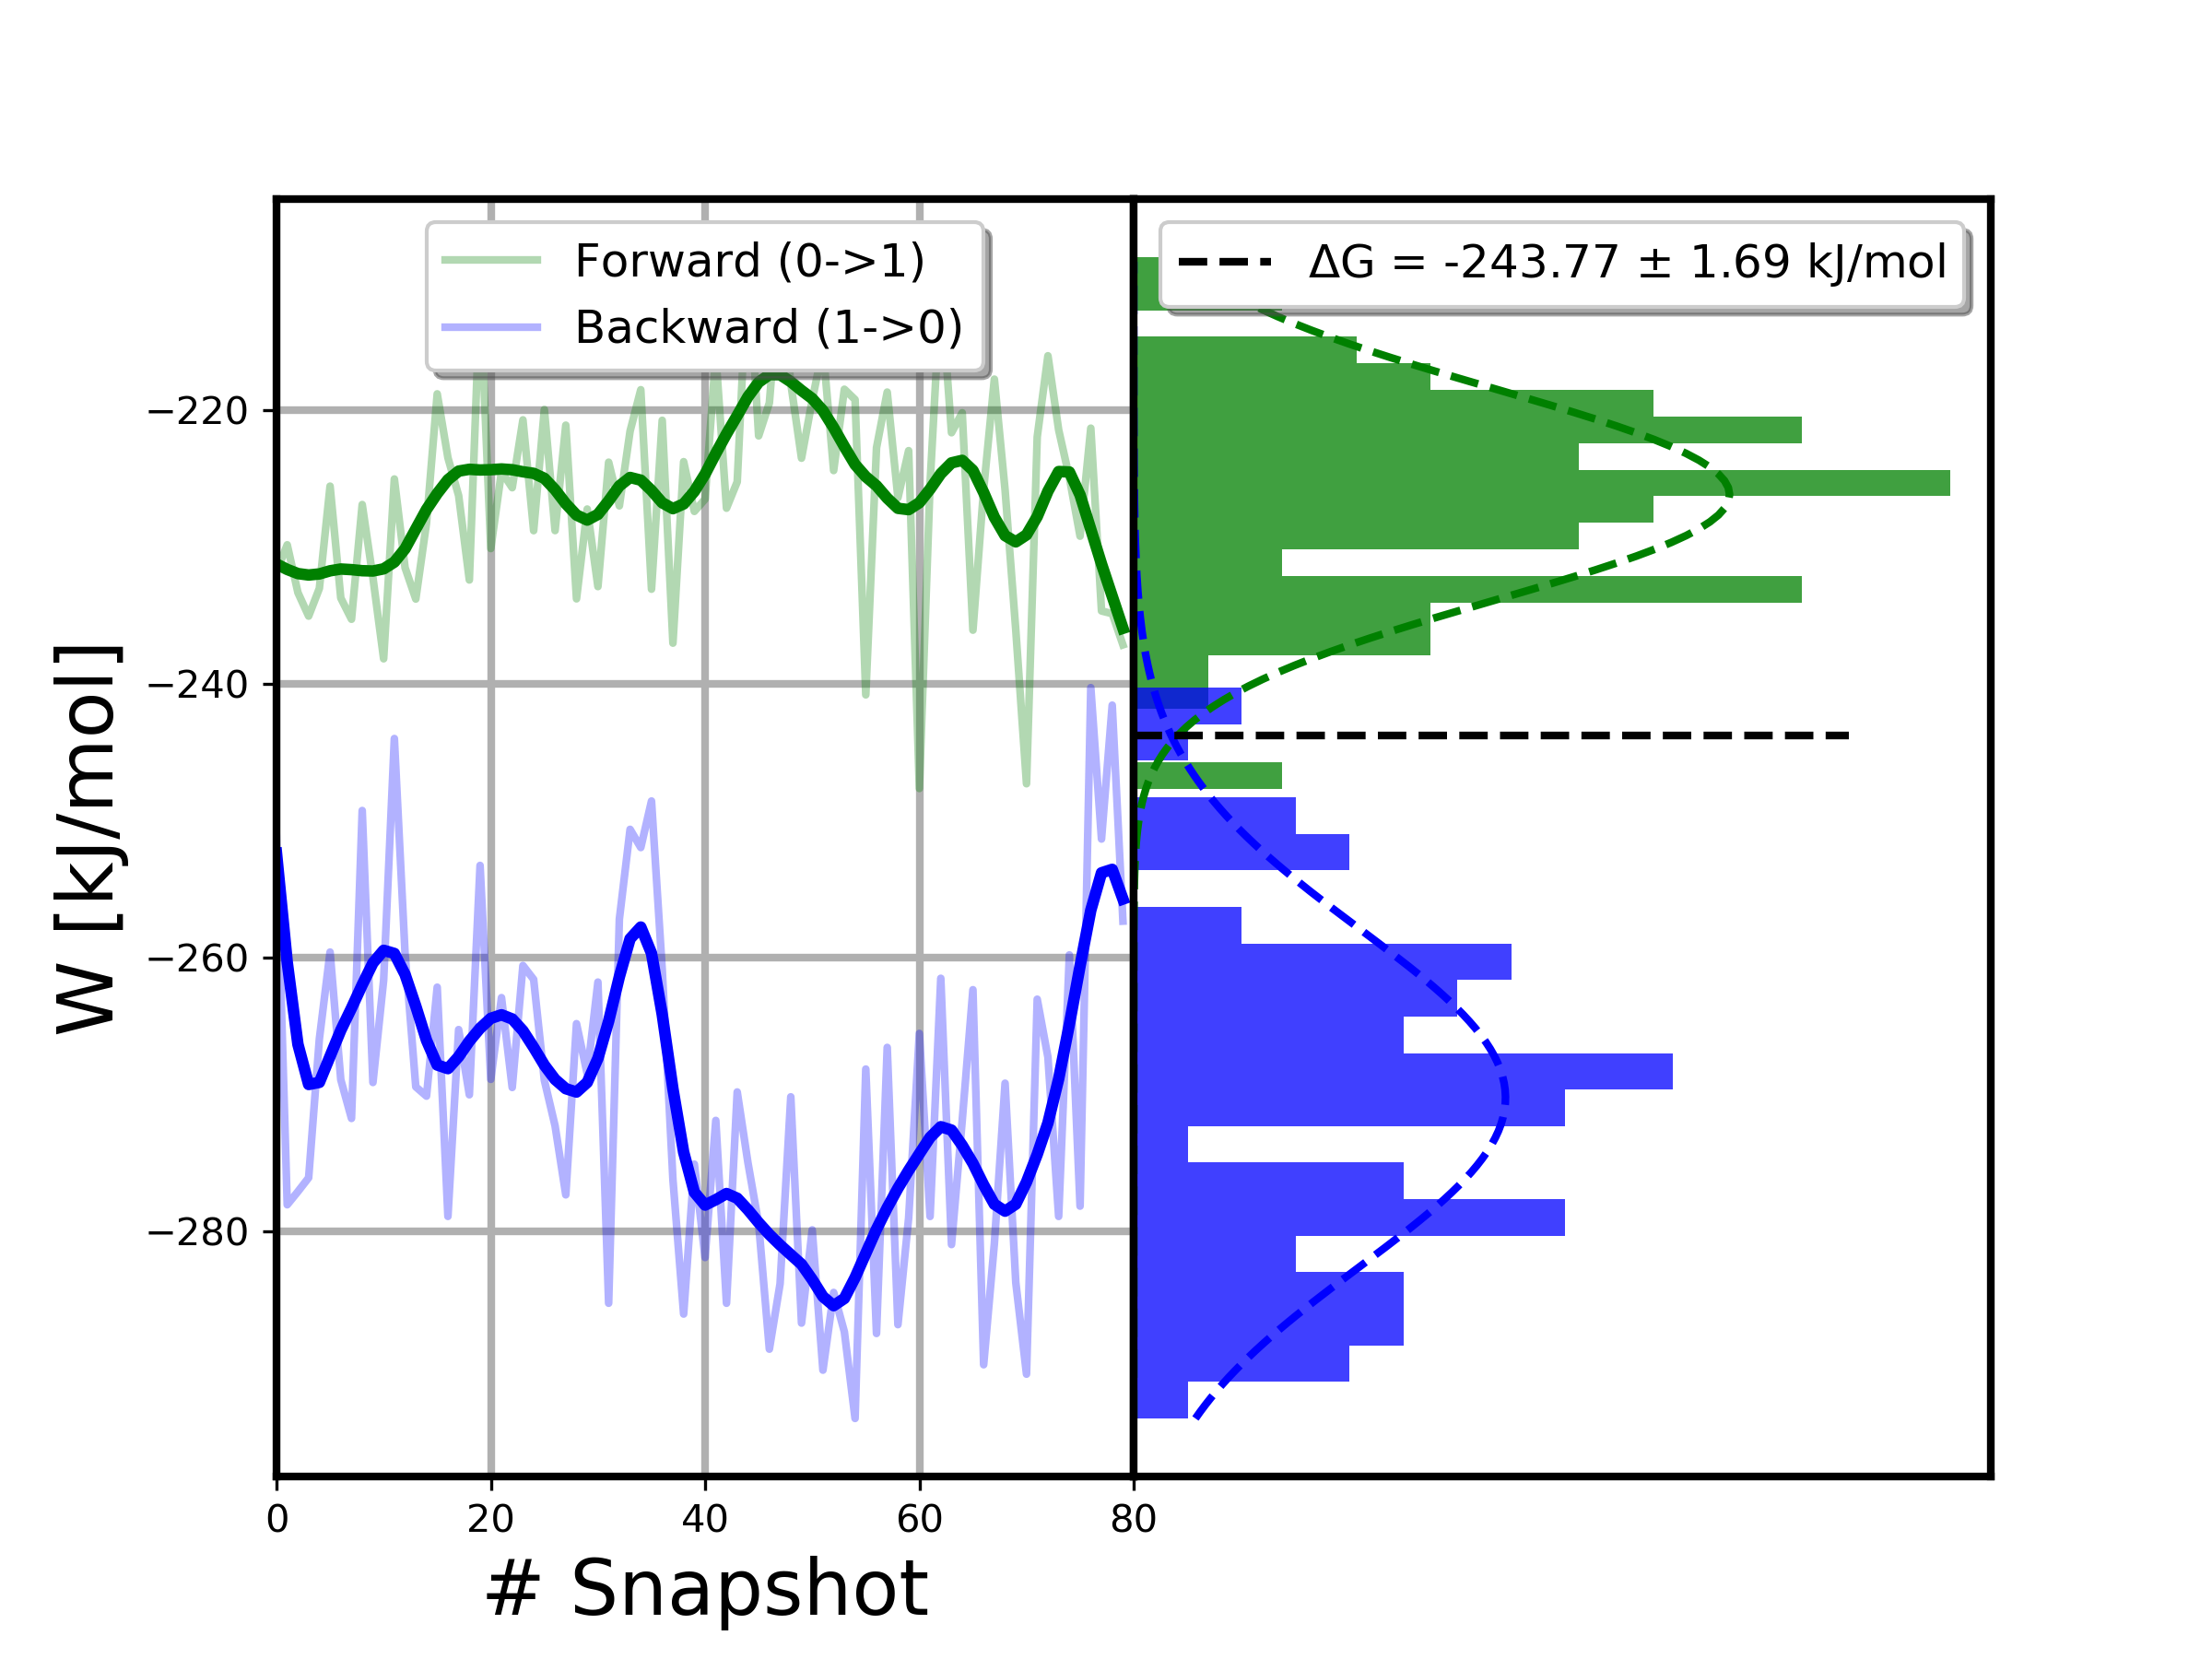 Forward (0->1)
Backward (1->0)
ΔG = -243.77 ± 1.69 kJ/mol
−220
−240
−260
−280
W [kJ/mol]
0 20 40 60 80
# Snapshot